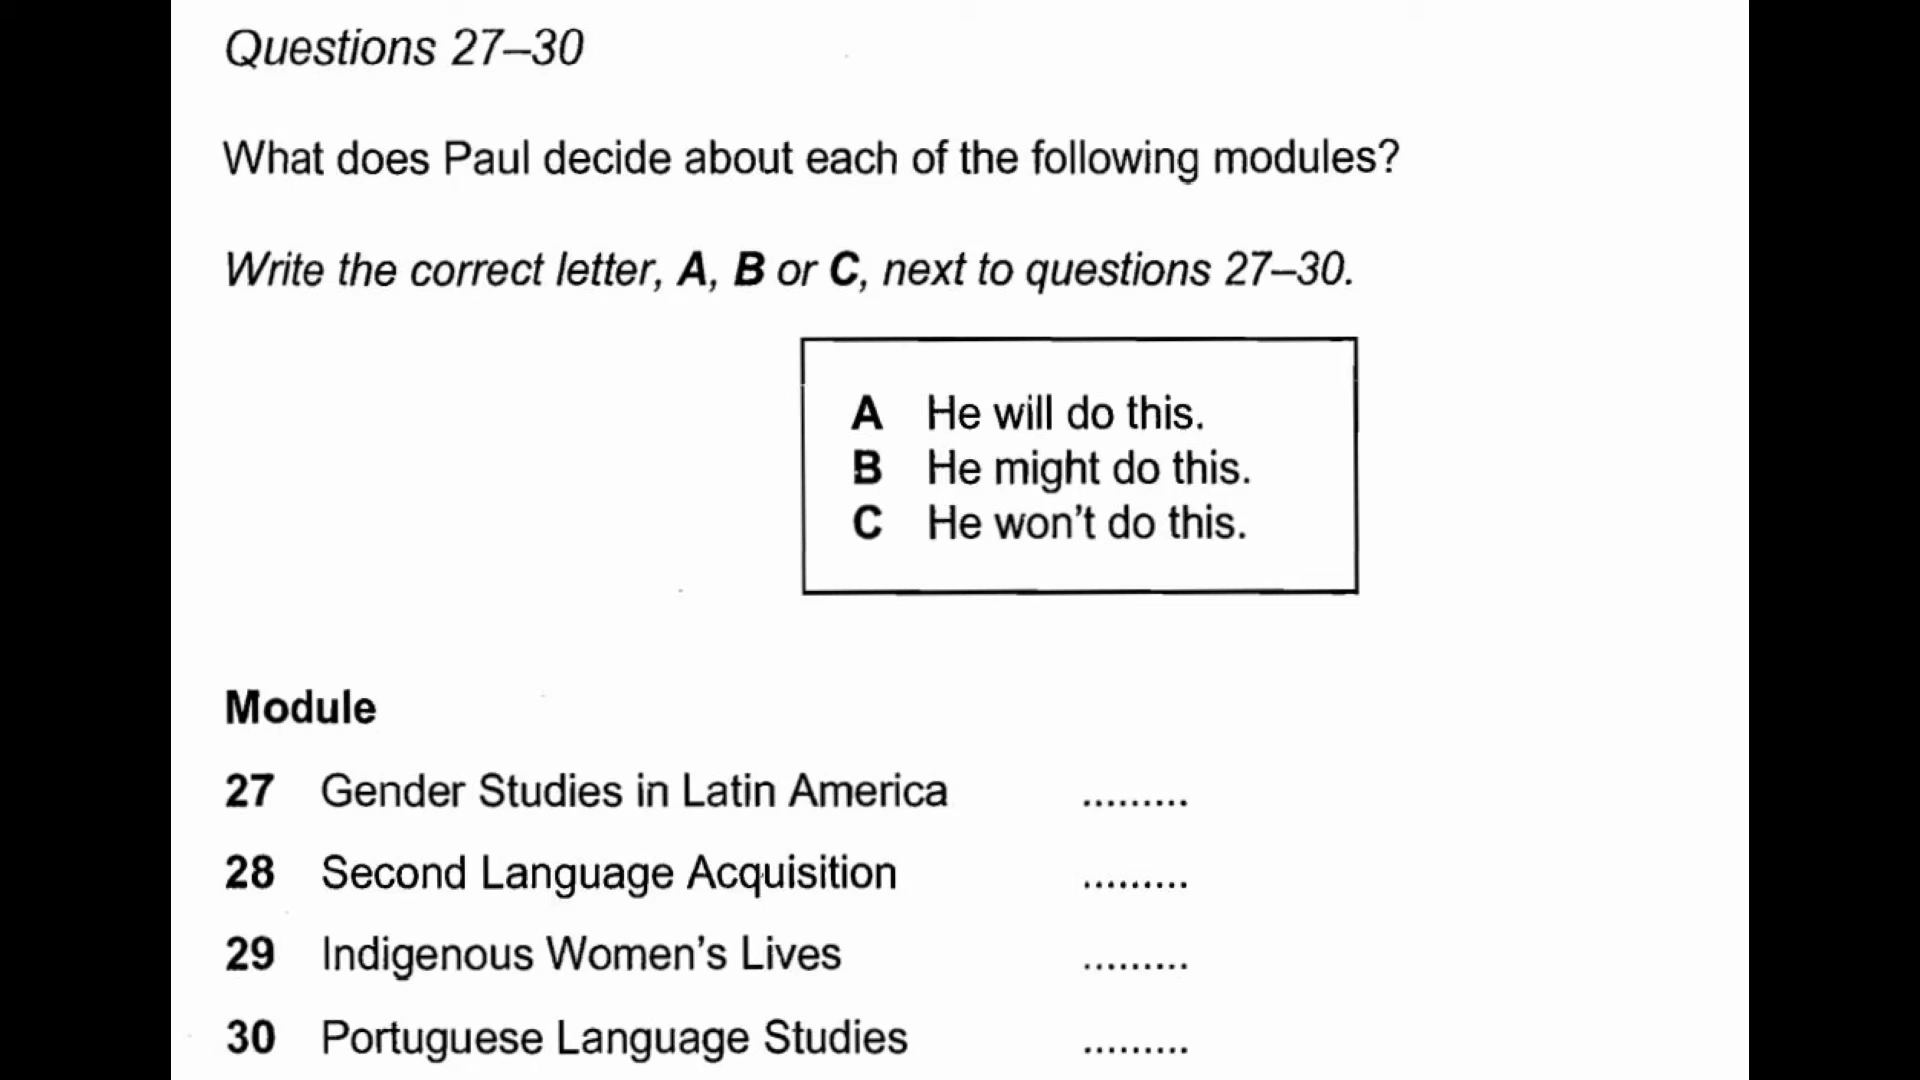 Questions 27–30
What does Paul decide about each of the following modules?
Write the correct letter, A, B or C, next to questions 27–30.
A He will do this.
B He might do this.
C He won't do this.
Module
27 Gender Studies in Latin America .........
28 Second Language Acquisition .........
29 Indigenous Women's Lives .........
30 Portuguese Language Studies .........